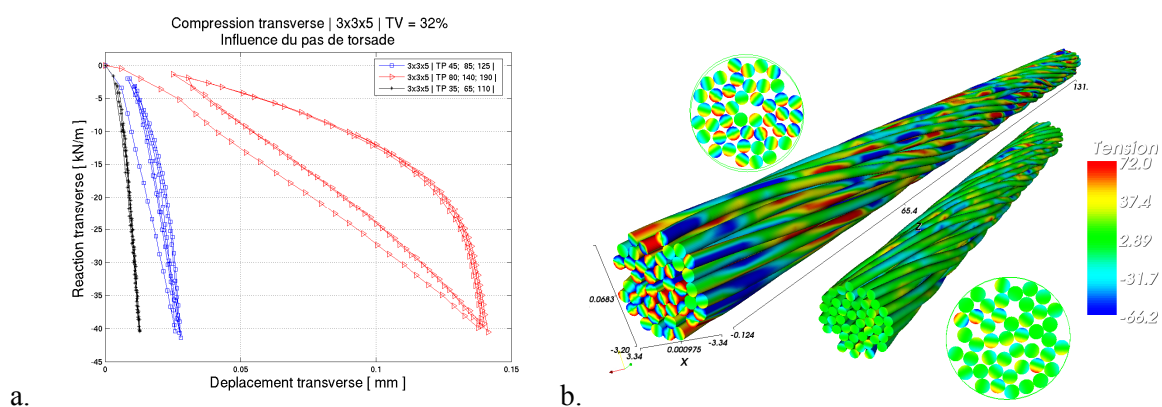 Compression transverse | 3x3x5 | TV = 32%
Influence du pas de torsade
3x3x5 | TP 45; 85; 125 |
3x3x5 | TP 80; 140; 190 |
3x3x5 | TP 35; 65; 110 |
Reaction transverse [ kN/m ]
0
-5
-10
-15
-20
-25
-30
-35
-40
-45
0
0.05
0.1
0.15
Deplacement transverse [ mm ]
a.
b.
131.
65.4
Z
-0.124
0.0683
-3.20
3.34
0.000975
-3.34
X
Tension
72.0
37.4
2.89
-31.7
-66.2